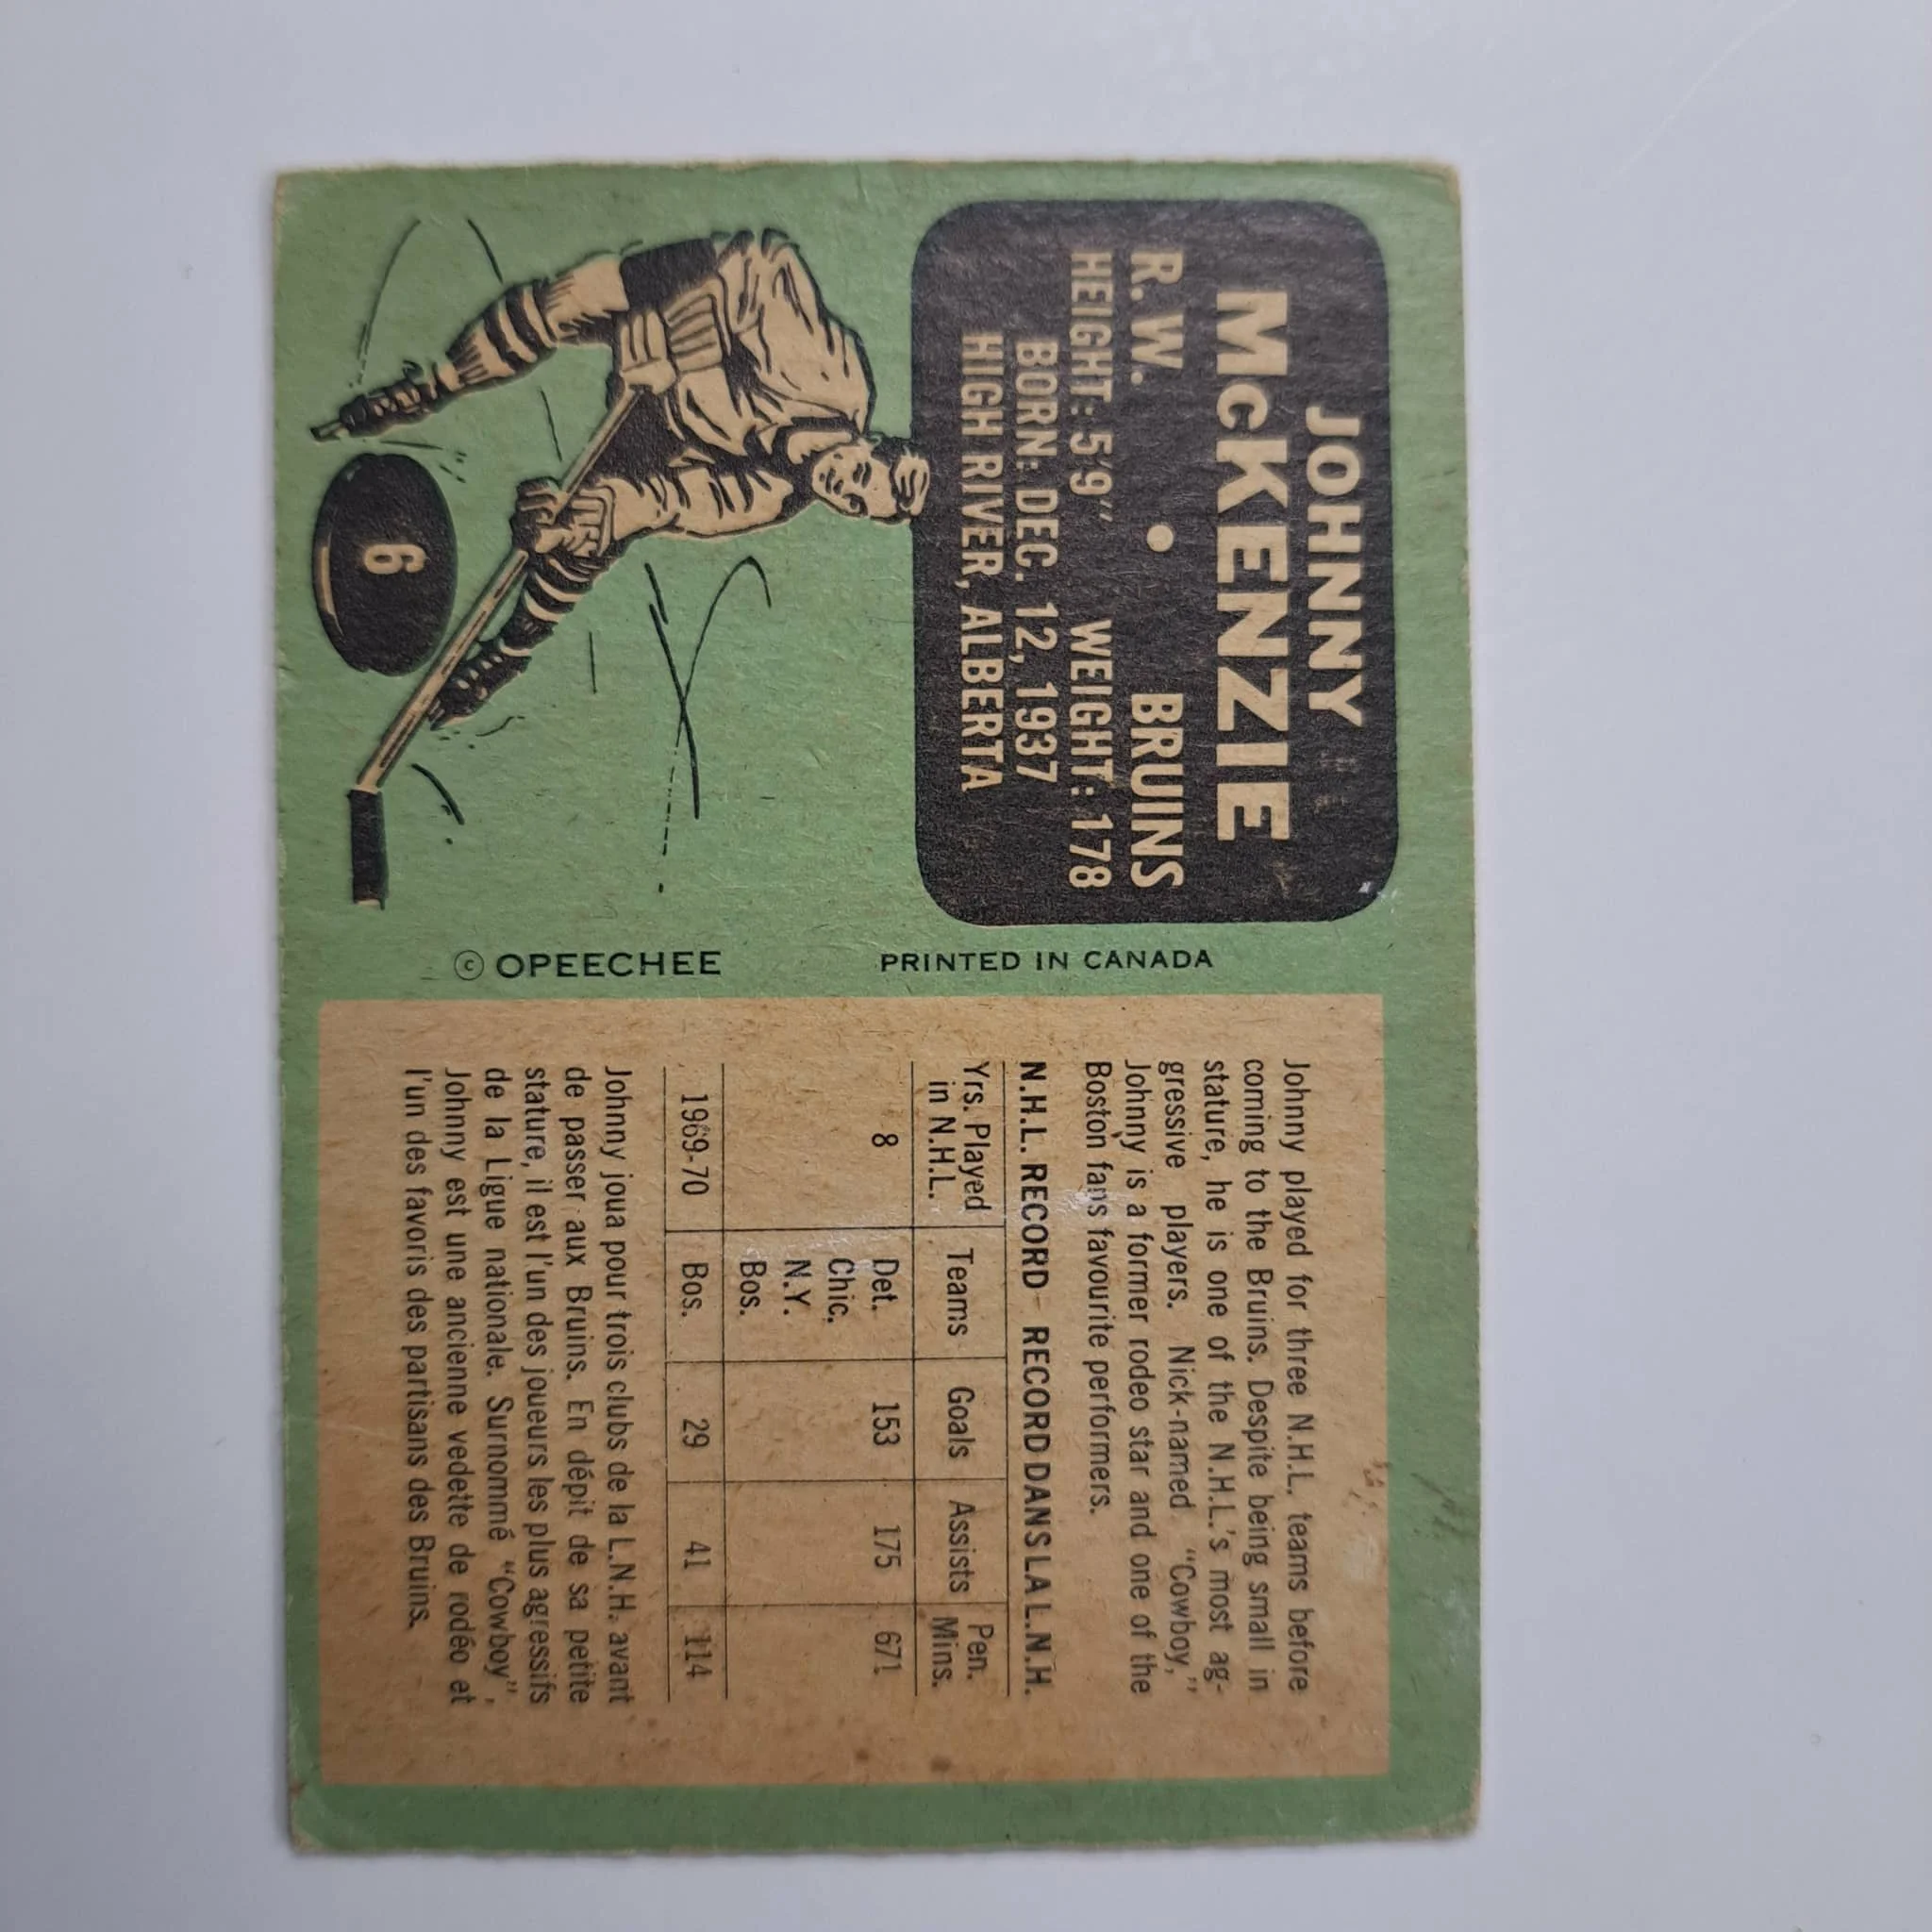 JOHNNY
McKENZIE
R.W. • BRUINS
HEIGHT: 5'9" WEIGHT: 178
BORN: DEC. 12, 1937
HIGH RIVER, ALBERTA
6
© OPEECHEE
PRINTED IN CANADA
Johnny played for three N.H.L. teams before
coming to the Bruins. Despite being small in
stature, he is one of the N.H.L.'s most ag-
gressive players. Nick-named "Cowboy,"
Johnny is a former rodeo star and one of the
Boston fans favourite performers.
N.H.L. RECORD - RECORD DANS LA L.N.H.
Yrs. Played in N.H.L. Teams Goals Assists Pen. Mins.
8 Det. 153 175 671
Chic.
N.Y.
Bos.
1969-70 Bos. 29 41 114
Johnny joua pour trois clubs de la L.N.H. avant
de passer aux Bruins. En dépit de sa petite
stature, il est l'un des joueurs les plus agressifs
de la Ligue nationale. Surnommé "Cowboy",
Johnny est une ancienne vedette de rodéo et
l'un des favoris des partisans des Bruins.